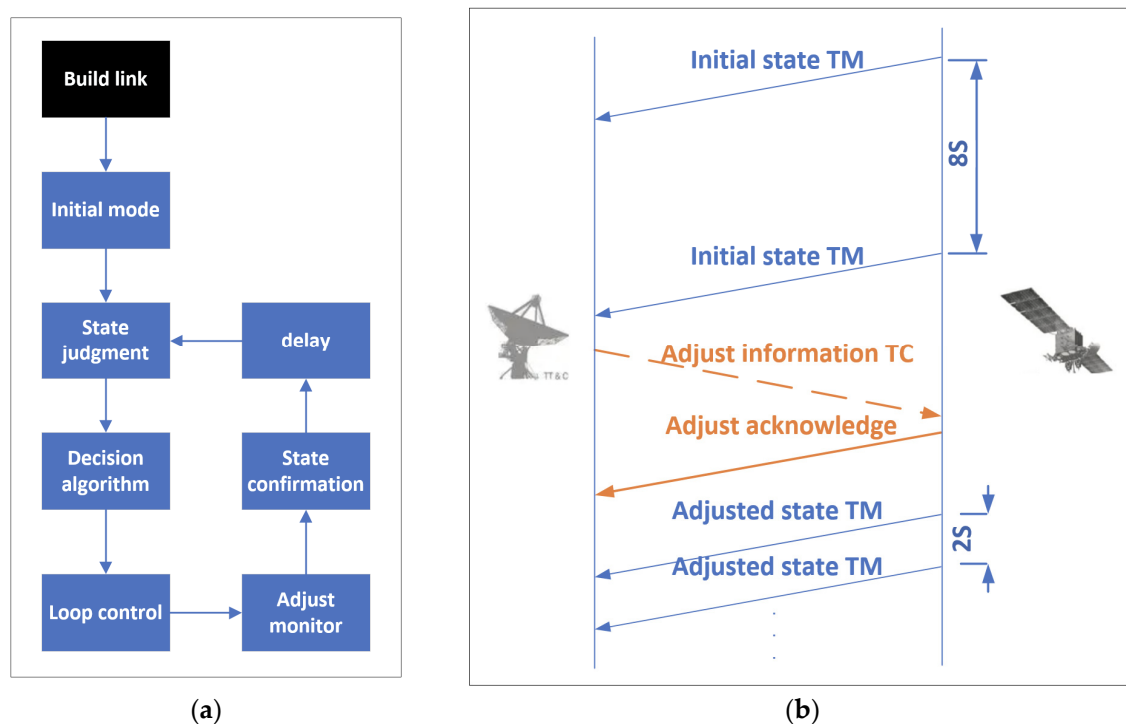 Build link
Initial mode
State
judgment
delay
Decision
algorithm
State
confirmation
Loop control
Adjust
monitor
(a)
Initial state TM
8S
Initial state TM
TT&C
Adjust information TC
Adjust acknowledge
Adjusted state TM
2S
Adjusted state TM
(b)